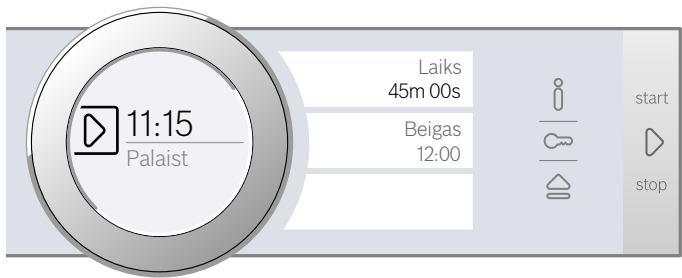 11:15
Palaist
Laiks
45m 00s
Beigas
12:00
start
stop